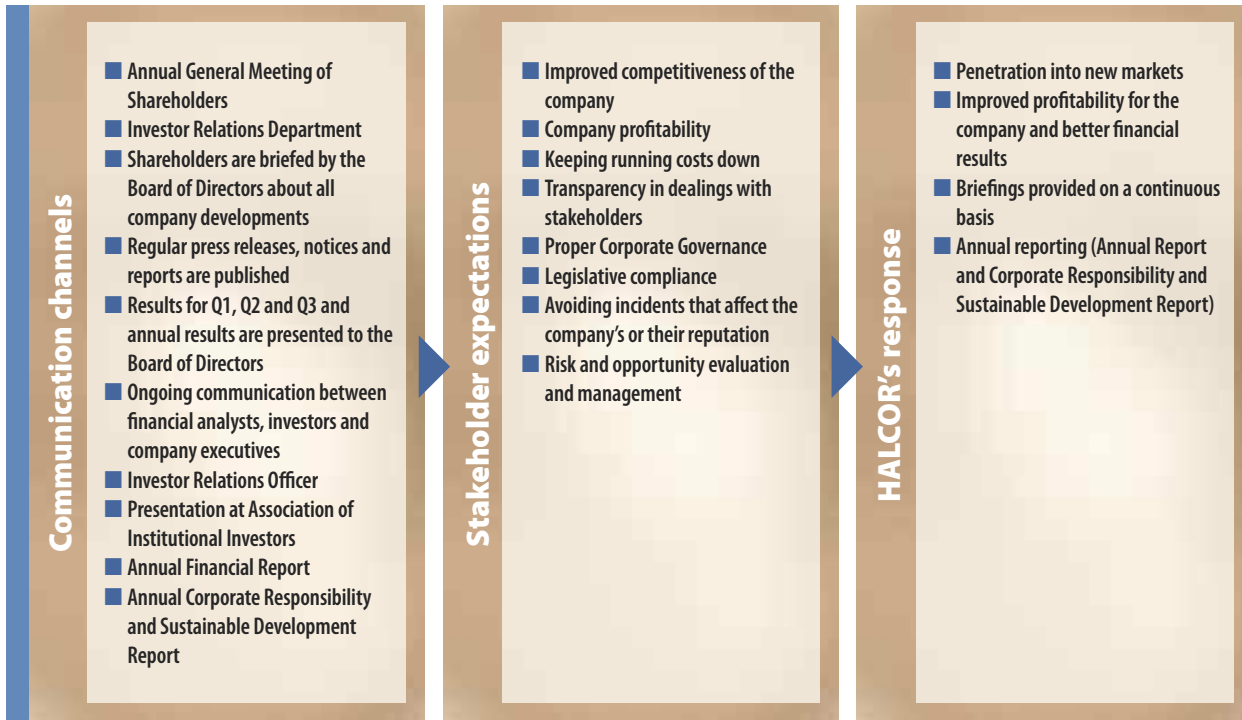 Communication channels
■ Annual General Meeting of
Shareholders
■ Investor Relations Department
■ Shareholders are briefed by the
Board of Directors about all
company developments
■ Regular press releases, notices and
reports are published
■ Results for Q1, Q2 and Q3 and
annual results are presented to the
Board of Directors
■ Ongoing communication between
financial analysts, investors and
company executives
■ Investor Relations Officer
■ Presentation at Association of
Institutional Investors
■ Annual Financial Report
■ Annual Corporate Responsibility
and Sustainable Development
Report
Stakeholder expectations
■ Improved competitiveness of the
company
■ Company profitability
■ Keeping running costs down
■ Transparency in dealings with
stakeholders
■ Proper Corporate Governance
■ Legislative compliance
■ Avoiding incidents that affect the
company's or their reputation
■ Risk and opportunity evaluation
and management
HALCOR's response
■ Penetration into new markets
■ Improved profitability for the
company and better financial
results
■ Briefings provided on a continuous
basis
■ Annual reporting (Annual Report
and Corporate Responsibility and
Sustainable Development Report)